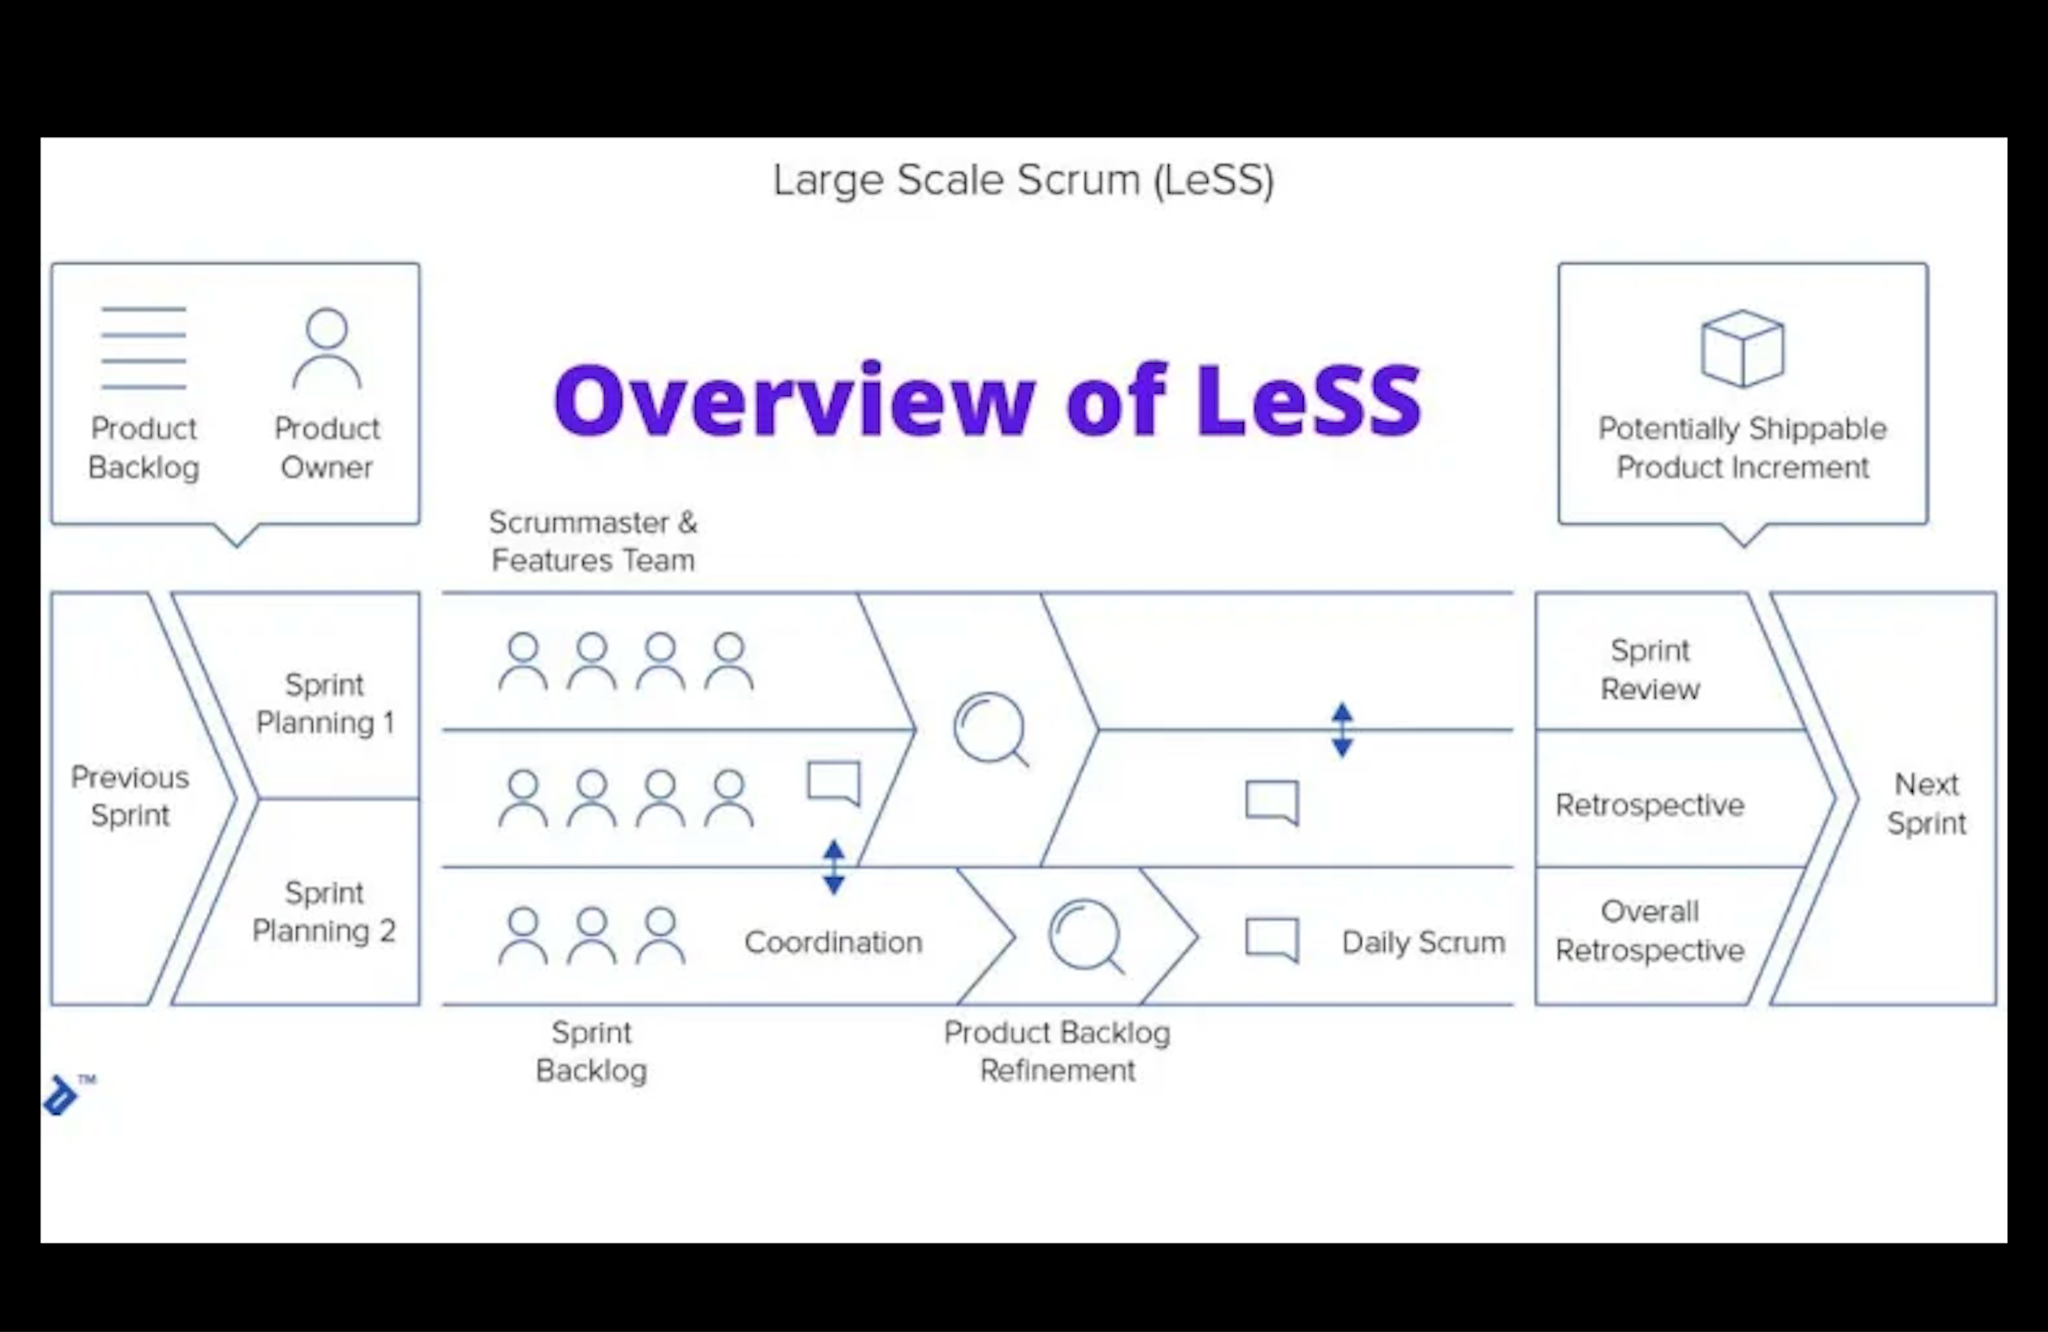 Large Scale Scrum (LeSS)
Product
Backlog
Product
Owner
Overview of LeSS
Potentially Shippable
Product Increment
Scrummaster &
Features Team
Previous
Sprint
Sprint
Planning 1
Sprint
Planning 2
Coordination
Daily Scrum
Sprint
Review
Retrospective
Overall
Retrospective
Next
Sprint
Sprint
Backlog
Product Backlog
Refinement
TM